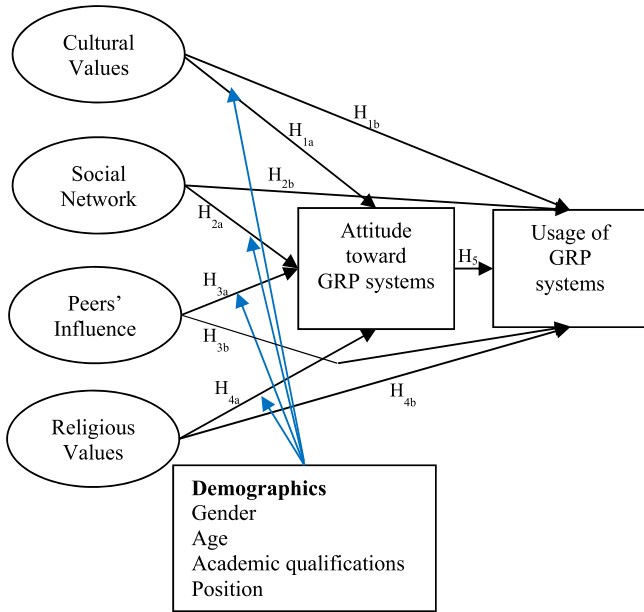 Cultural
Values
H1b
H1a
Social
Network
H2b
H2a
Attitude
toward
GRP systems
Usage of
GRP
systems
H5
H3a
Peers'
Influence
H3b
H4a
H4b
Religious
Values
Demographics
Gender
Age
Academic qualifications
Position